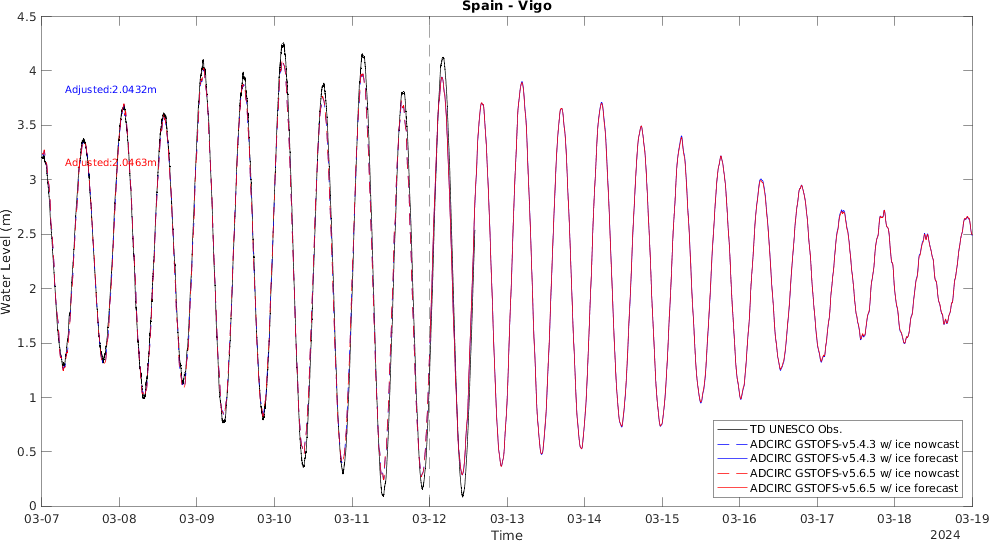 Spain - Vigo
4.5
4
3.5
3
2.5
2
1.5
1
0.5
0
Water Level (m)
Adjusted:2.0432m
Adjusted:2.0463m
TD UNESCO Obs.
ADCIRC GSTOFS-v5.4.3 w/ ice nowcast
ADCIRC GSTOFS-v5.4.3 w/ ice forecast
ADCIRC GSTOFS-v5.6.5 w/ ice nowcast
ADCIRC GSTOFS-v5.6.5 w/ ice forecast
03-07 03-08 03-09 03-10 03-11 03-12 03-13 03-14 03-15 03-16 03-17 03-18 03-19
Time
2024